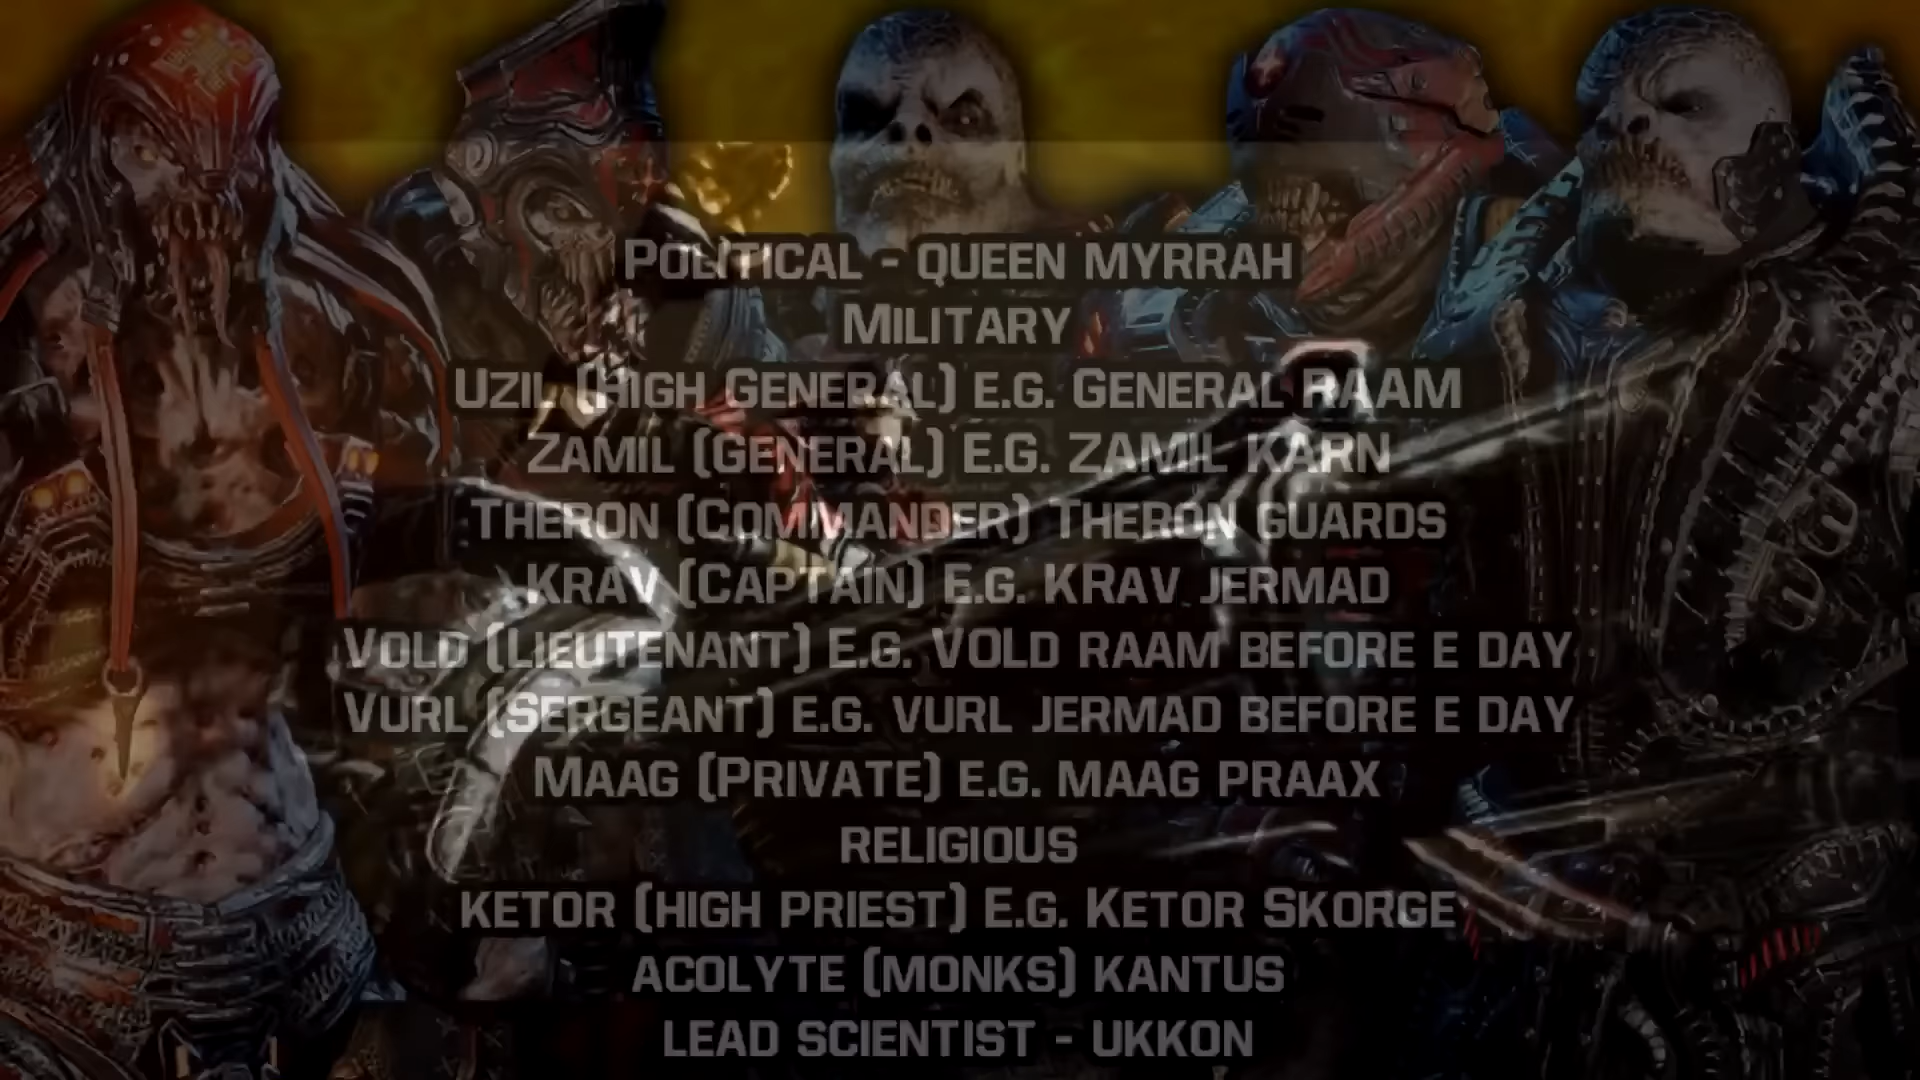 POLITICAL - QUEEN MYRRAH
MILITARY
UZIL (HIGH GENERAL) E.G. GENERAL RAAM
ZAMIL (GENERAL) E.G. ZAMIL KARN
THERON (COMMANDER) THERON GUARDS
KRAV (CAPTAIN) E.G. KRAV JERMAD
VOLD (LIEUTENANT) E.G. VOLD RAAM BEFORE E DAY
VURL (SERGEANT) E.G. VURL JERMAD BEFORE E DAY
MAAG (PRIVATE) E.G. MAAG PRAAX
RELIGIOUS
KETOR (HIGH PRIEST) E.G. KETOR SKORGE
ACOLYTE (MONKS) KANTUS
LEAD SCIENTIST - UKKON